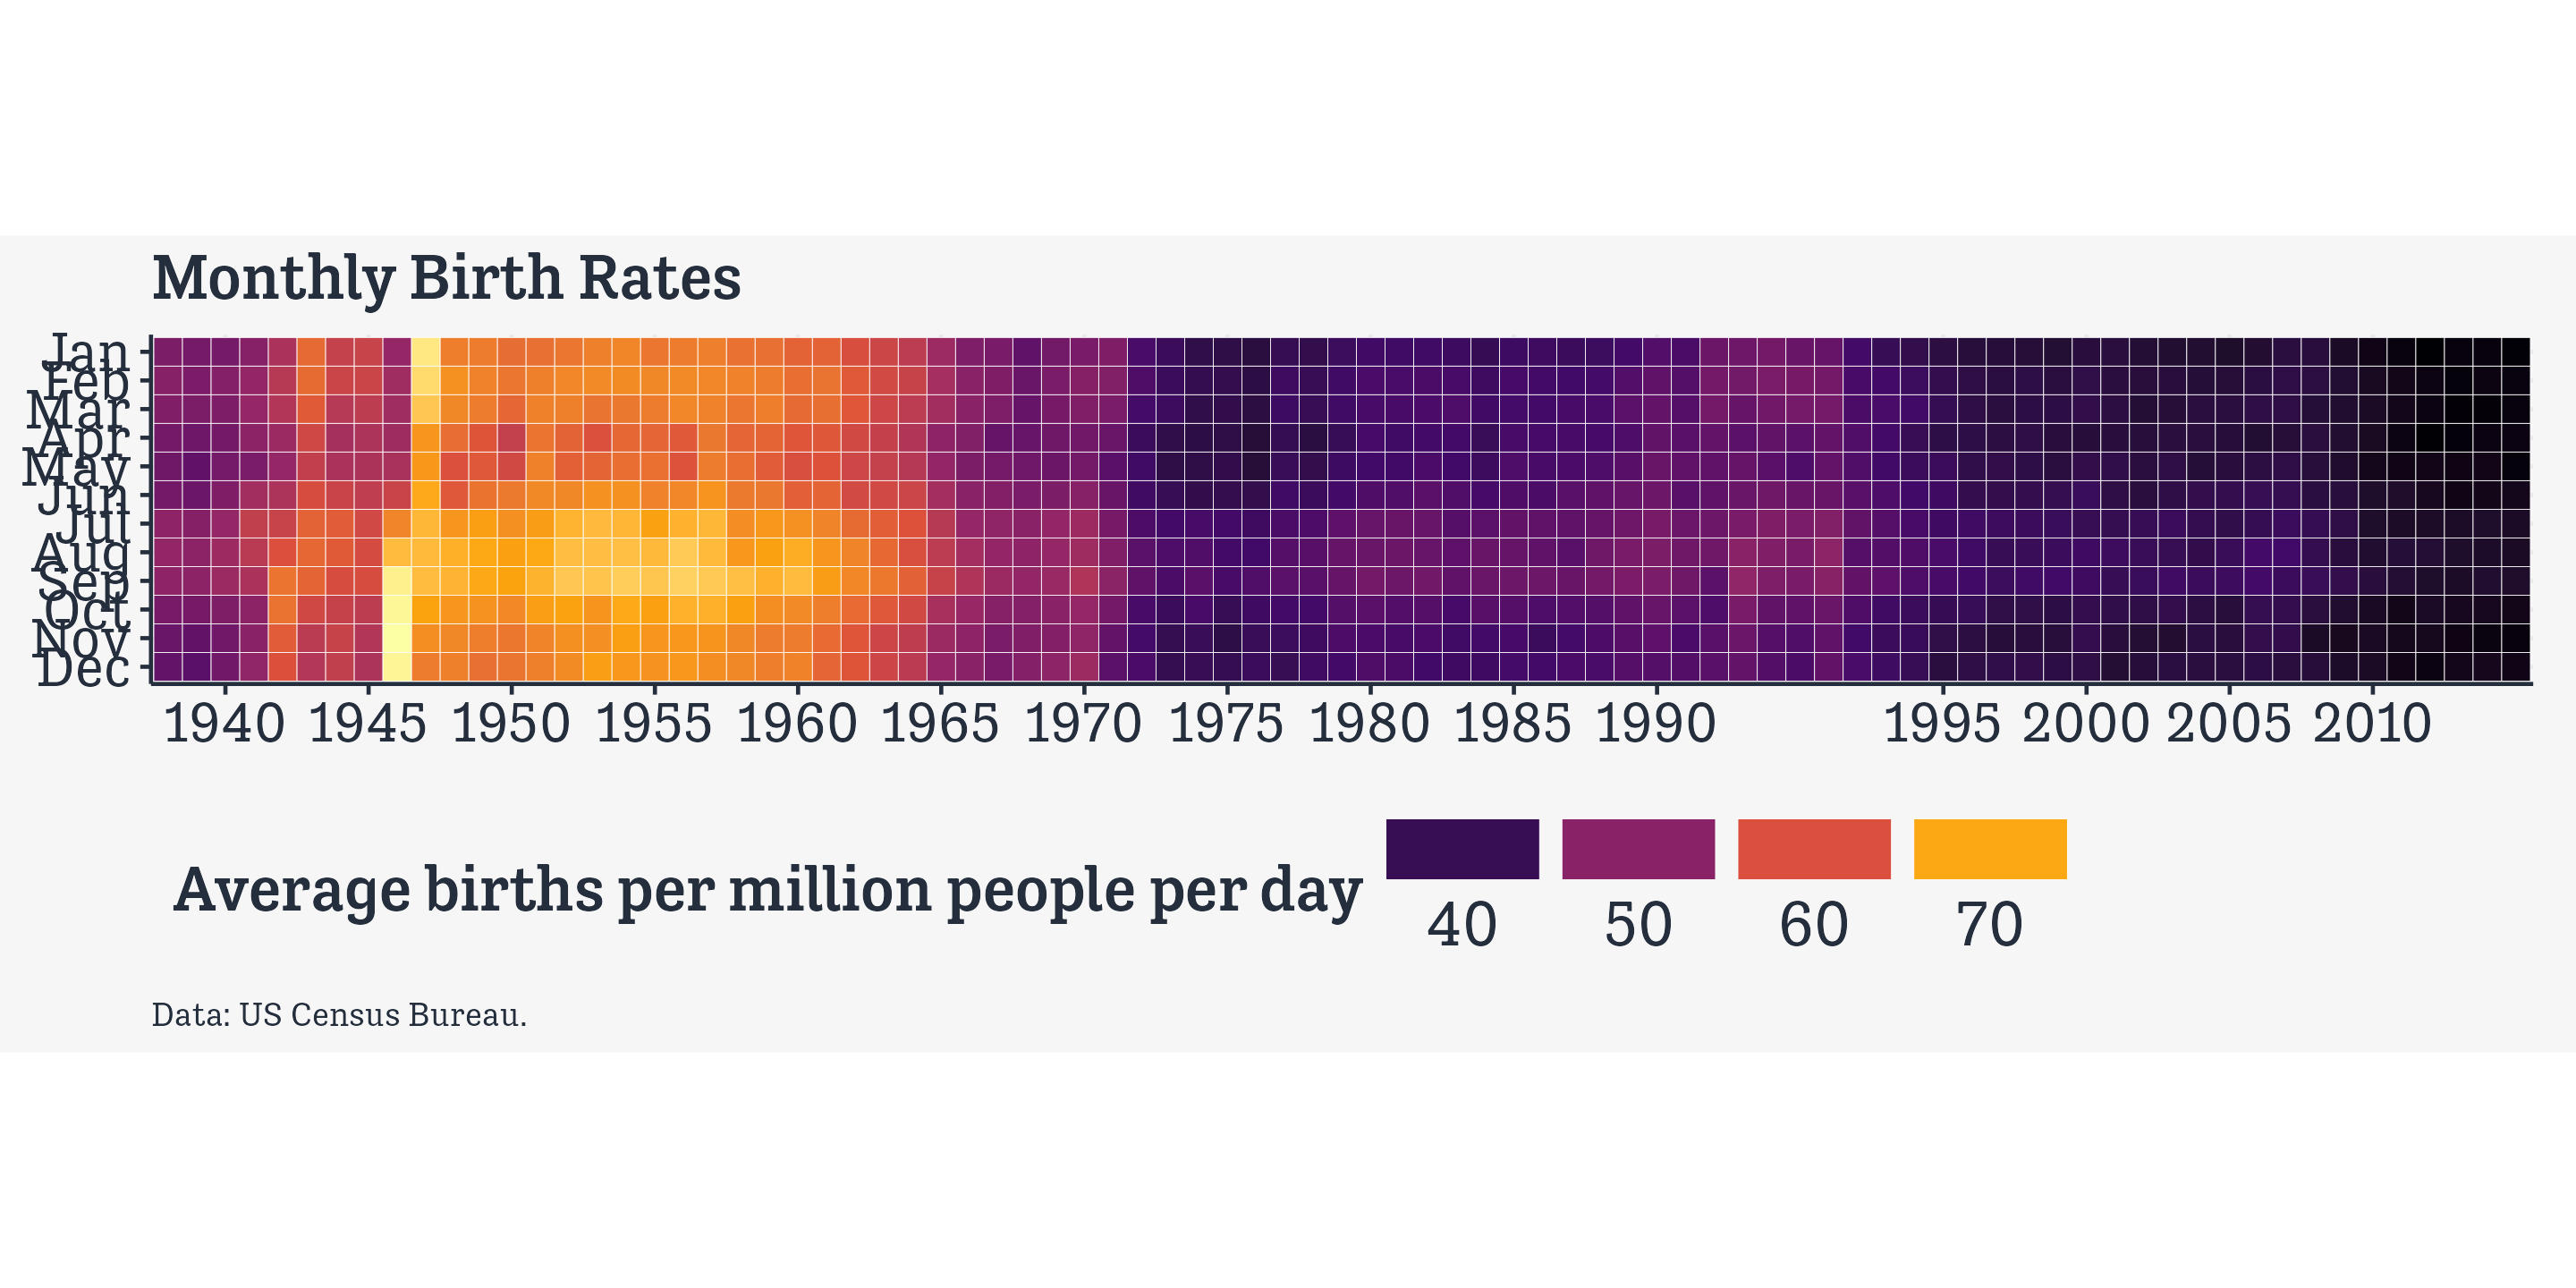 Monthly Birth Rates
Jan
Feb
Mar
Apr
May
Jun
Jul
Aug
Sep
Oct
Nov
Dec
1940 1945 1950 1955 1960 1965 1970 1975 1980 1985 1990 1995 2000 2005 2010
Average births per million people per day
40 50 60 70
Data: US Census Bureau.